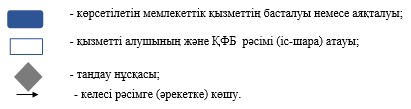 - көрсетілетін мемлекеттік қызметтің басталуы немесе аяқталуы;
- қызметті алушының және ҚФБ рәсімі (іс-шара) атауы;
- таңдау нұсқасы;
- келесі рәсімге (әрекетке) көшу.